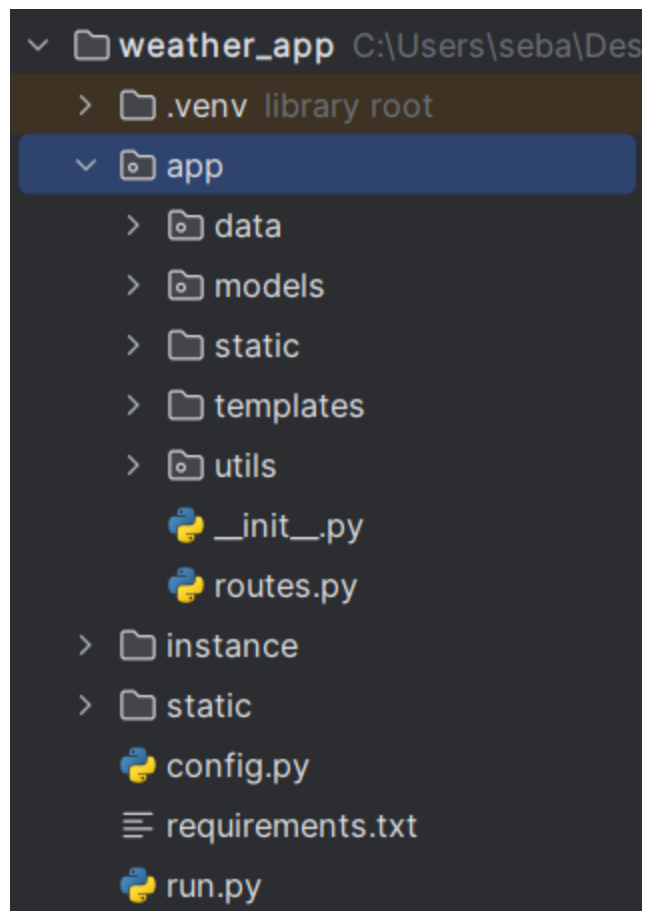 weather_app C:\Users\seba\Des
.venv library root
app
data
models
static
templates
utils
__init__.py
routes.py
instance
static
config.py
requirements.txt
run.py